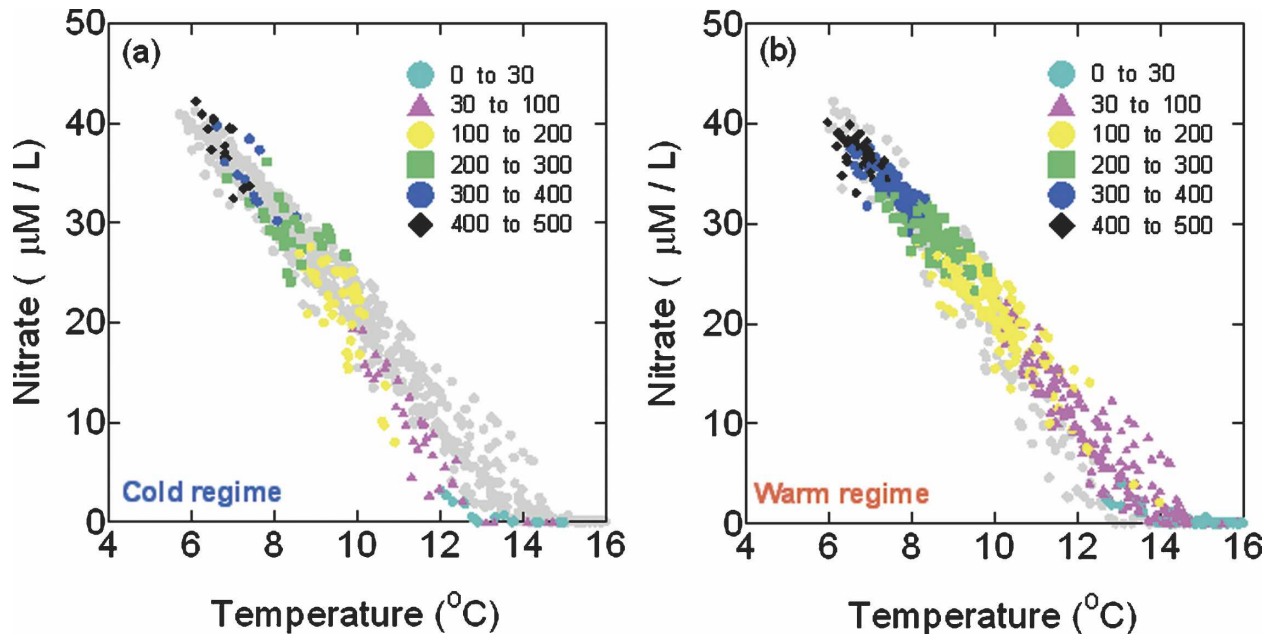 50
(a)
0 to 30
30 to 100
100 to 200
200 to 300
300 to 400
400 to 500
40
30
20
10
0
Nitrate ( μM / L)
Cold regime
4 6 8 10 12 14 16
Temperature (°C)
50
(b)
0 to 30
30 to 100
100 to 200
200 to 300
300 to 400
400 to 500
40
30
20
10
0
Nitrate ( μM / L)
Warm regime
4 6 8 10 12 14 16
Temperature (°C)